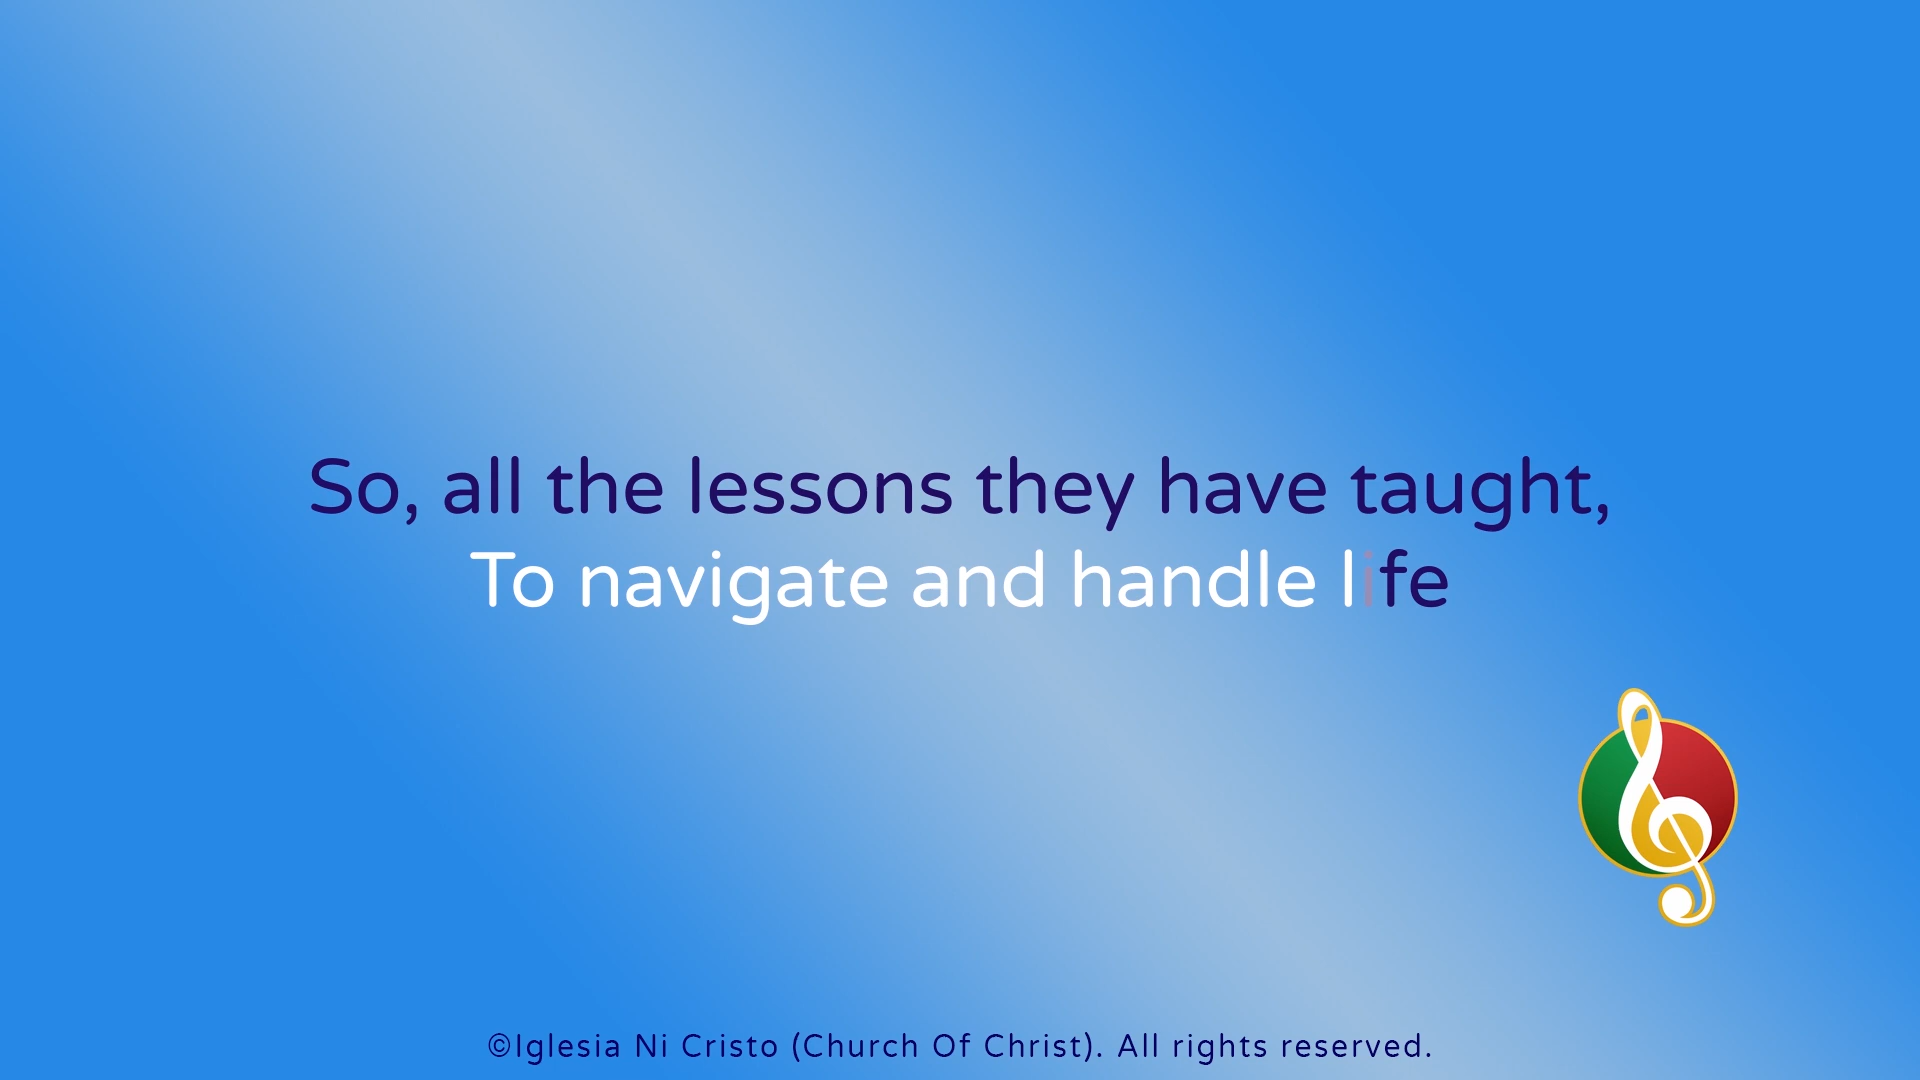 So, all the lessons they have taught,
To navigate and handle life
©Iglesia Ni Cristo (Church Of Christ). All rights reserved.